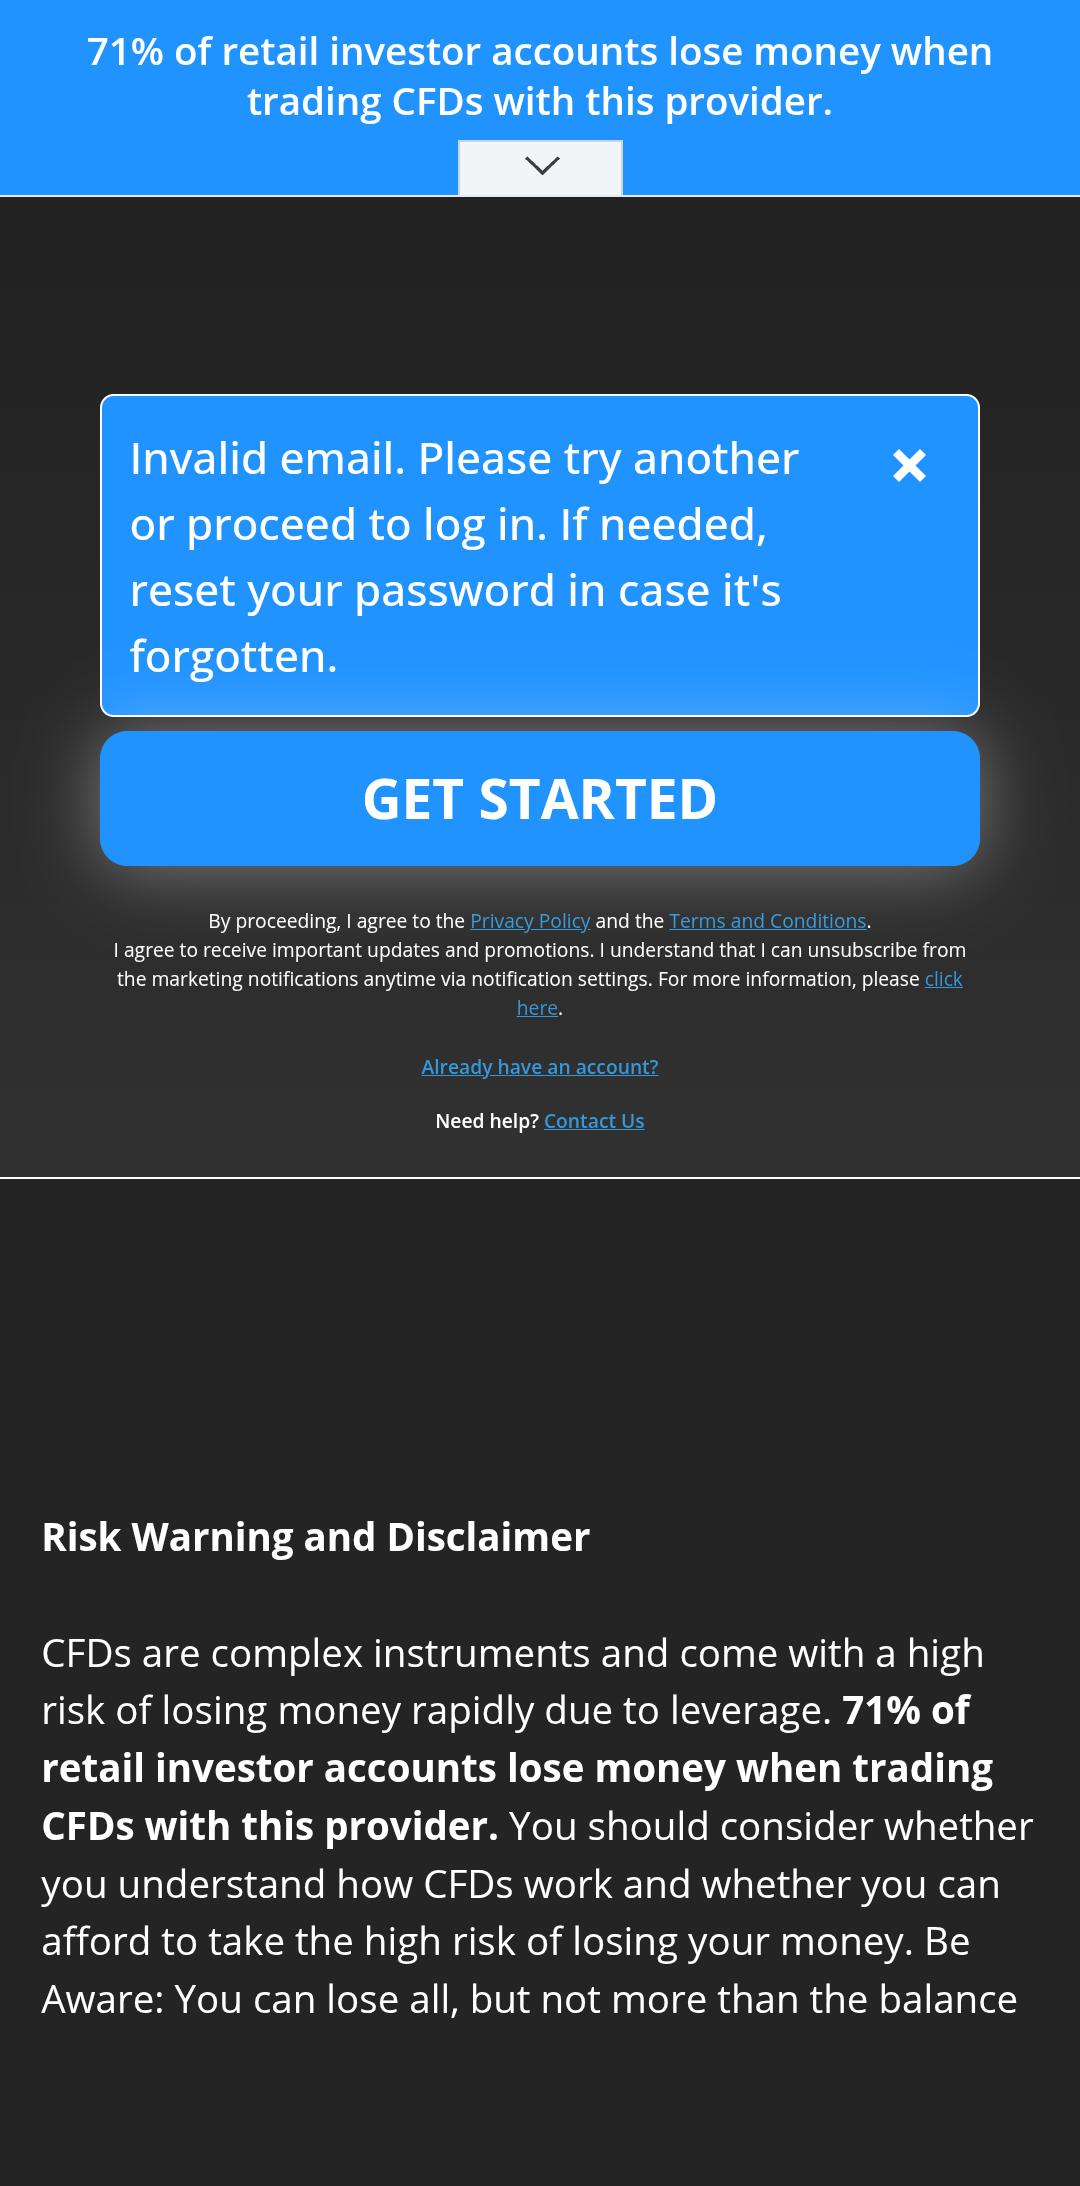 71% of retail investor accounts lose money when
trading CFDs with this provider.
Invalid email. Please try another
or proceed to log in. If needed,
reset your password in case it's
forgotten.
GET STARTED
By proceeding, I agree to the Privacy Policy and the Terms and Conditions.
I agree to receive important updates and promotions. I understand that I can unsubscribe from
the marketing notifications anytime via notification settings. For more information, please click
here.
Already have an account?
Need help? Contact Us
Risk Warning and Disclaimer
CFDs are complex instruments and come with a high
risk of losing money rapidly due to leverage. 71% of
retail investor accounts lose money when trading
CFDs with this provider. You should consider whether
you understand how CFDs work and whether you can
afford to take the high risk of losing your money. Be
Aware: You can lose all, but not more than the balance